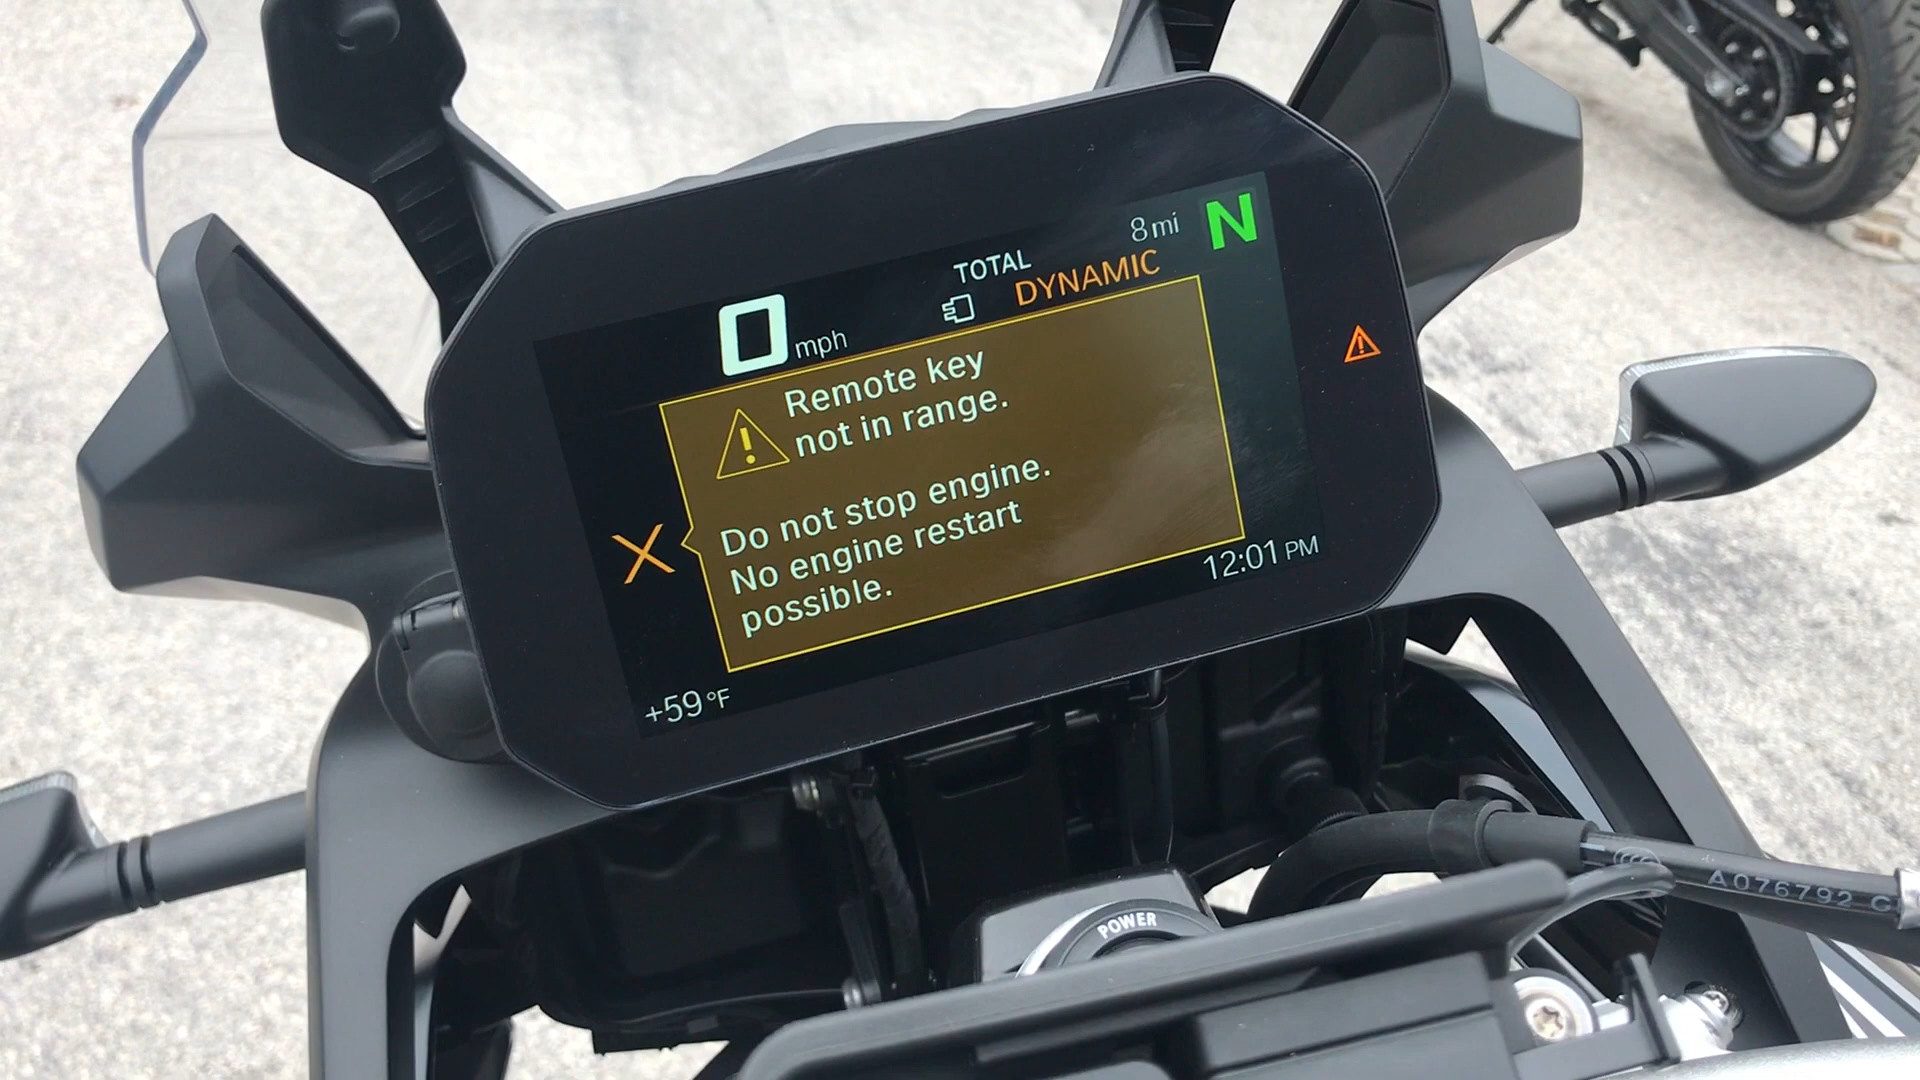 8 mi N
TOTAL
DYNAMIC
0 mph
Remote key
not in range.
Do not stop engine.
No engine restart
possible.
12:01 PM
+59 °F
POWER
A076792